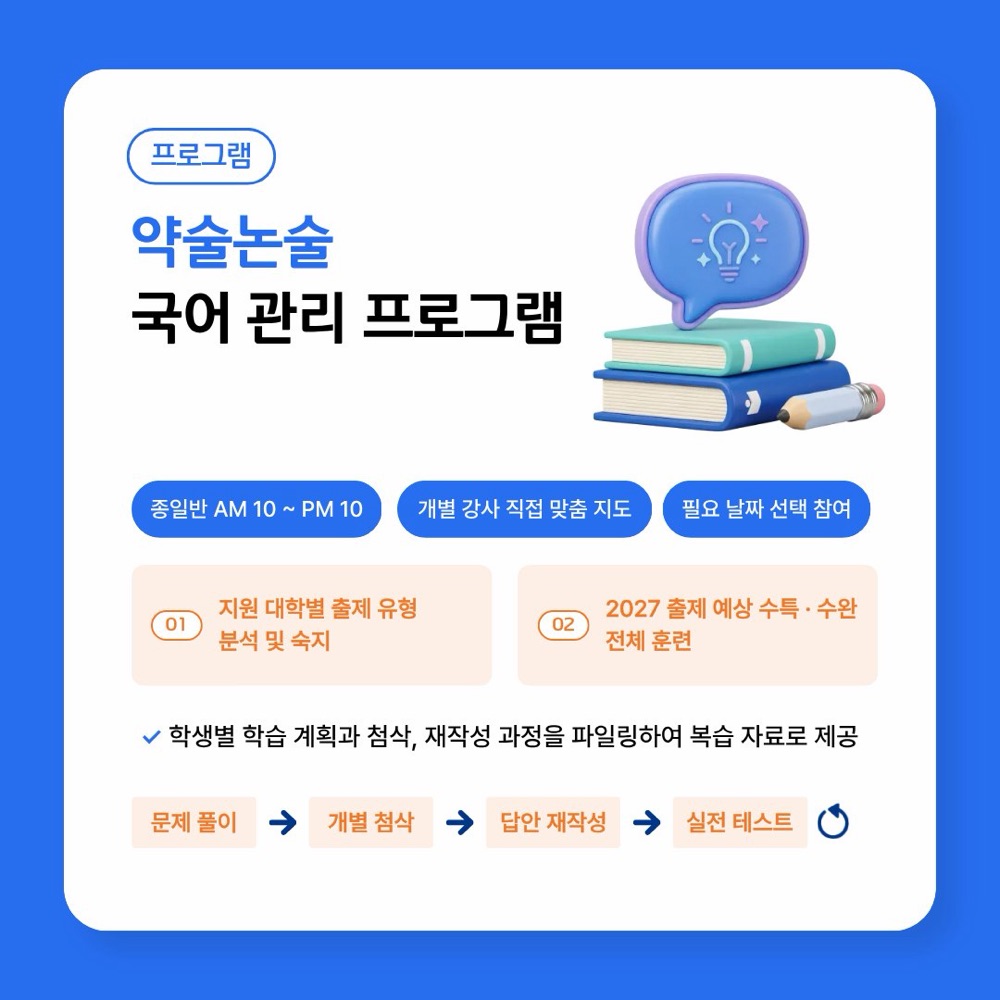 프로그램
약술논술
국어 관리 프로그램
종일반 AM 10 ~ PM 10
개별 강사 직접 맞춤 지도
필요 날짜 선택 참여
01
지원 대학별 출제 유형
분석 및 숙지
02
2027 출제 예상 수특 · 수완
전체 훈련
✓ 학생별 학습 계획과 첨삭, 재작성 과정을 파일링하여 복습 자료로 제공
문제 풀이 → 개별 첨삭 → 답안 재작성 → 실전 테스트